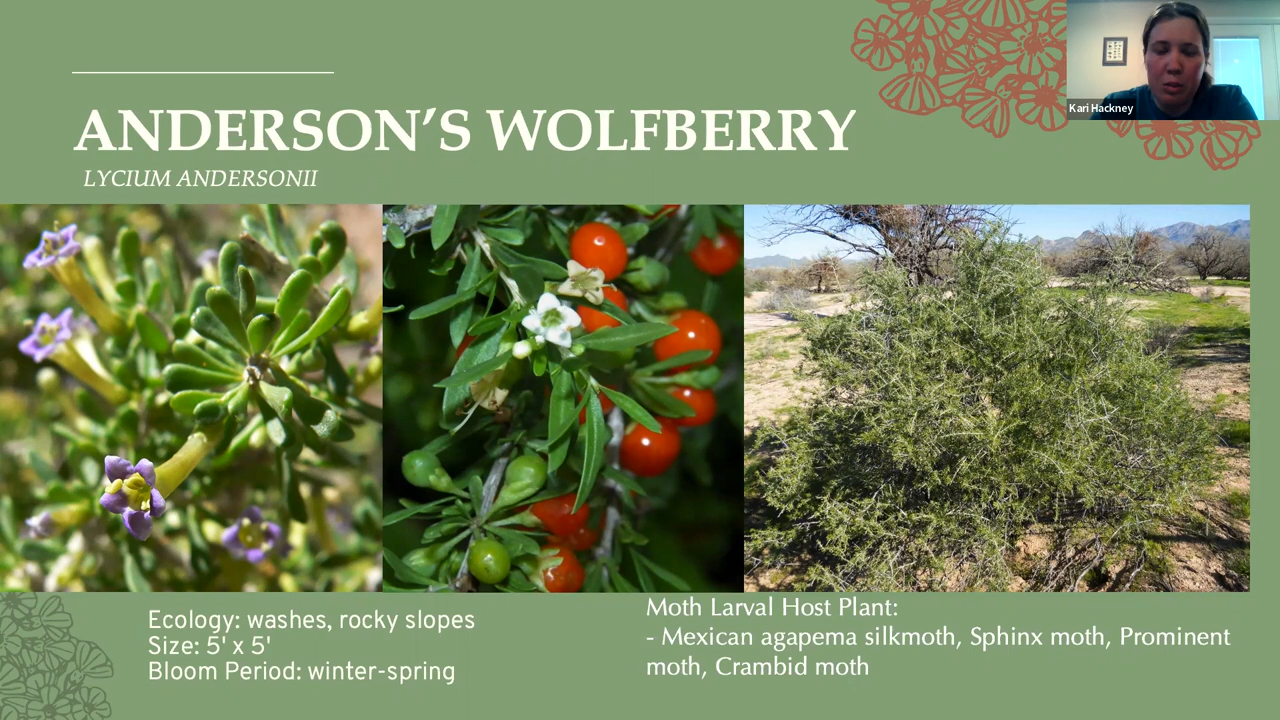 Kari Hackney
ANDERSON'S WOLFBERRY
LYCIUM ANDERSONII
Ecology: washes, rocky slopes
Size: 5' x 5'
Bloom Period: winter-spring
Moth Larval Host Plant:
- Mexican agapema silkmoth, Sphinx moth, Prominent
moth, Crambid moth